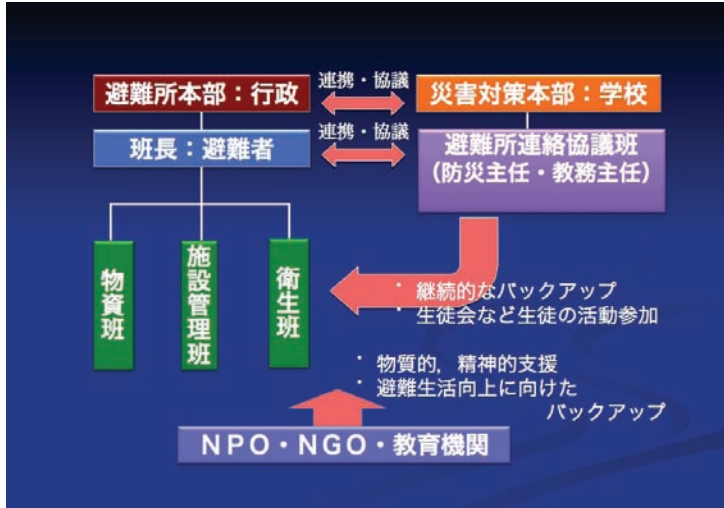 避難所本部：行政
連携・協議
災害対策本部：学校
班長：避難者
連携・協議
避難所連絡協議班
(防災主任・教務主任)
物資班
施設管理班
衛生班
・ 継続的なバックアップ
・ 生徒会など生徒の活動参加
・ 物質的，精神的支援
・ 避難生活向上に向けた
バックアップ
ＮＰＯ・ＮＧＯ・教育機関